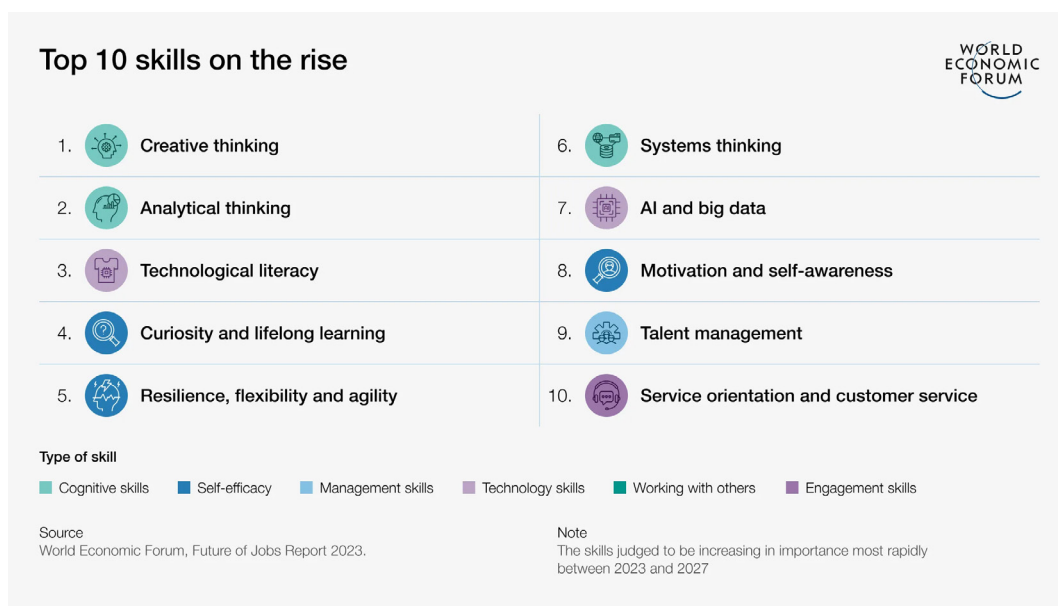 Top 10 skills on the rise
WORLD
ECONOMIC
FORUM
1. Creative thinking
2. Analytical thinking
3. Technological literacy
4. Curiosity and lifelong learning
5. Resilience, flexibility and agility
6. Systems thinking
7. AI and big data
8. Motivation and self-awareness
9. Talent management
10. Service orientation and customer service
Type of skill
Cognitive skills Self-efficacy Management skills Technology skills Working with others Engagement skills
Source
World Economic Forum, Future of Jobs Report 2023.
Note
The skills judged to be increasing in importance most rapidly
between 2023 and 2027